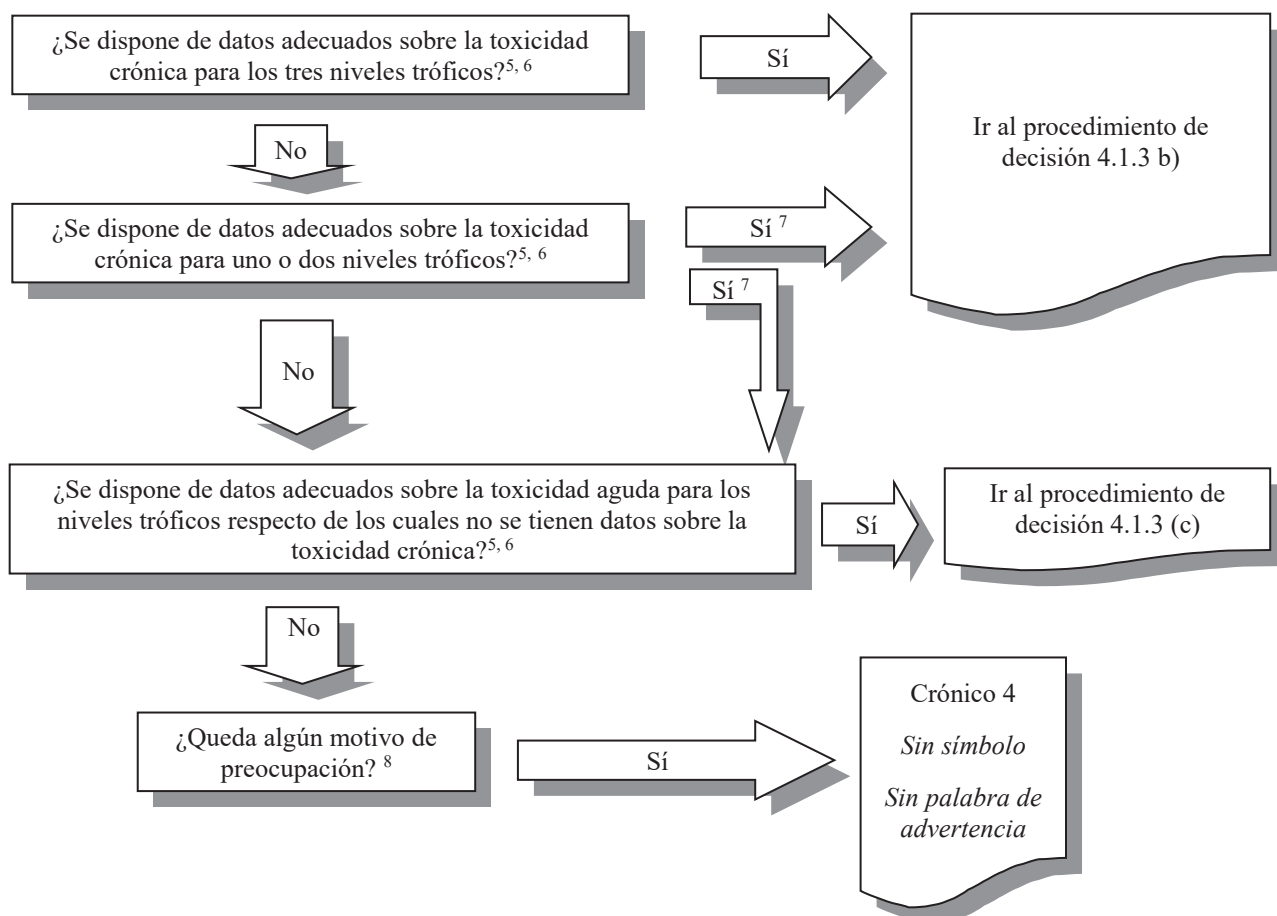 ¿Se dispone de datos adecuados sobre la toxicidad
crónica para los tres niveles tróficos?5, 6
Sí
Ir al procedimiento de
decisión 4.1.3 b)
No
¿Se dispone de datos adecuados sobre la toxicidad
crónica para uno o dos niveles tróficos?5, 6
Sí 7
Sí 7
No
¿Se dispone de datos adecuados sobre la toxicidad aguda para los
niveles tróficos respecto de los cuales no se tienen datos sobre la
toxicidad crónica?5, 6
Sí
Ir al procedimiento de
decisión 4.1.3 (c)
No
¿Queda algún motivo de
preocupación? 8
Sí
Crónico 4
Sin símbolo
Sin palabra de
advertencia